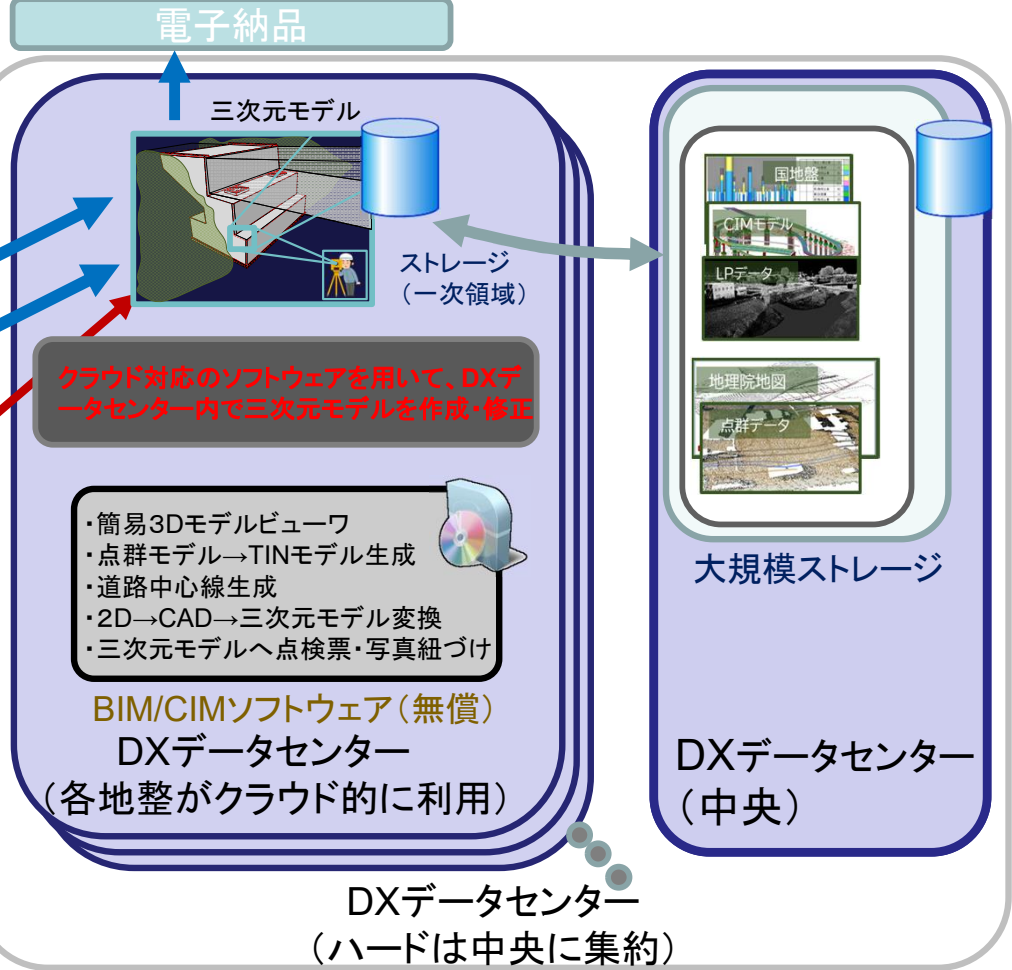 電子納品
三次元モデル
ストレージ
（一次領域）
クラウド対応のソフトウェアを用いて、DXデ
ータセンター内で三次元モデルを作成・修正
・簡易3Dモデルビューワ
・点群モデル→TINモデル生成
・道路中心線生成
・2D→CAD→三次元モデル変換
・三次元モデルへ点検票・写真紐づけ
BIM/CIMソフトウェア（無償）
DXデータセンター
（各地整がクラウド的に利用）
国地盤
CIMモデル
LPデータ
地理院地図
点群データ
大規模ストレージ
DXデータセンター
（中央）
DXデータセンター
（ハードは中央に集約）